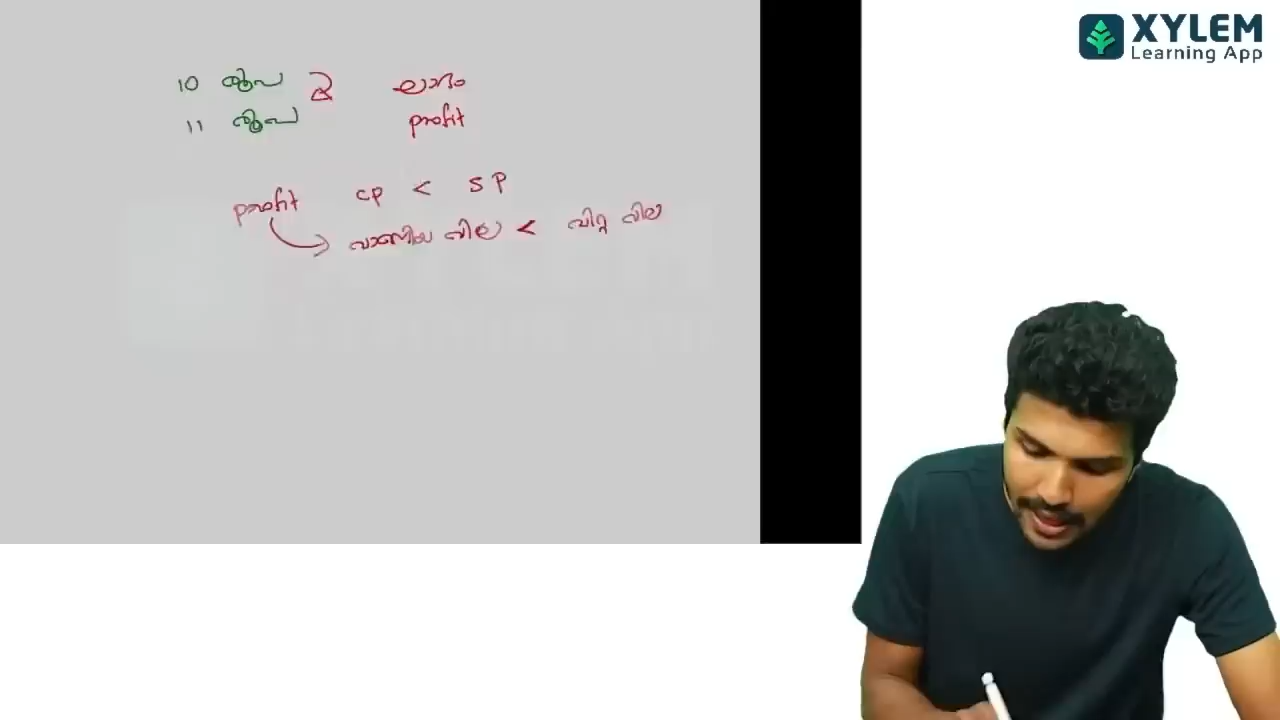 XYLEM
Learning App
10 രൂപ
ലാഭം
11 രൂപ
profit
profit CP < SP
വാങ്ങിയ വില < വിറ്റ വില